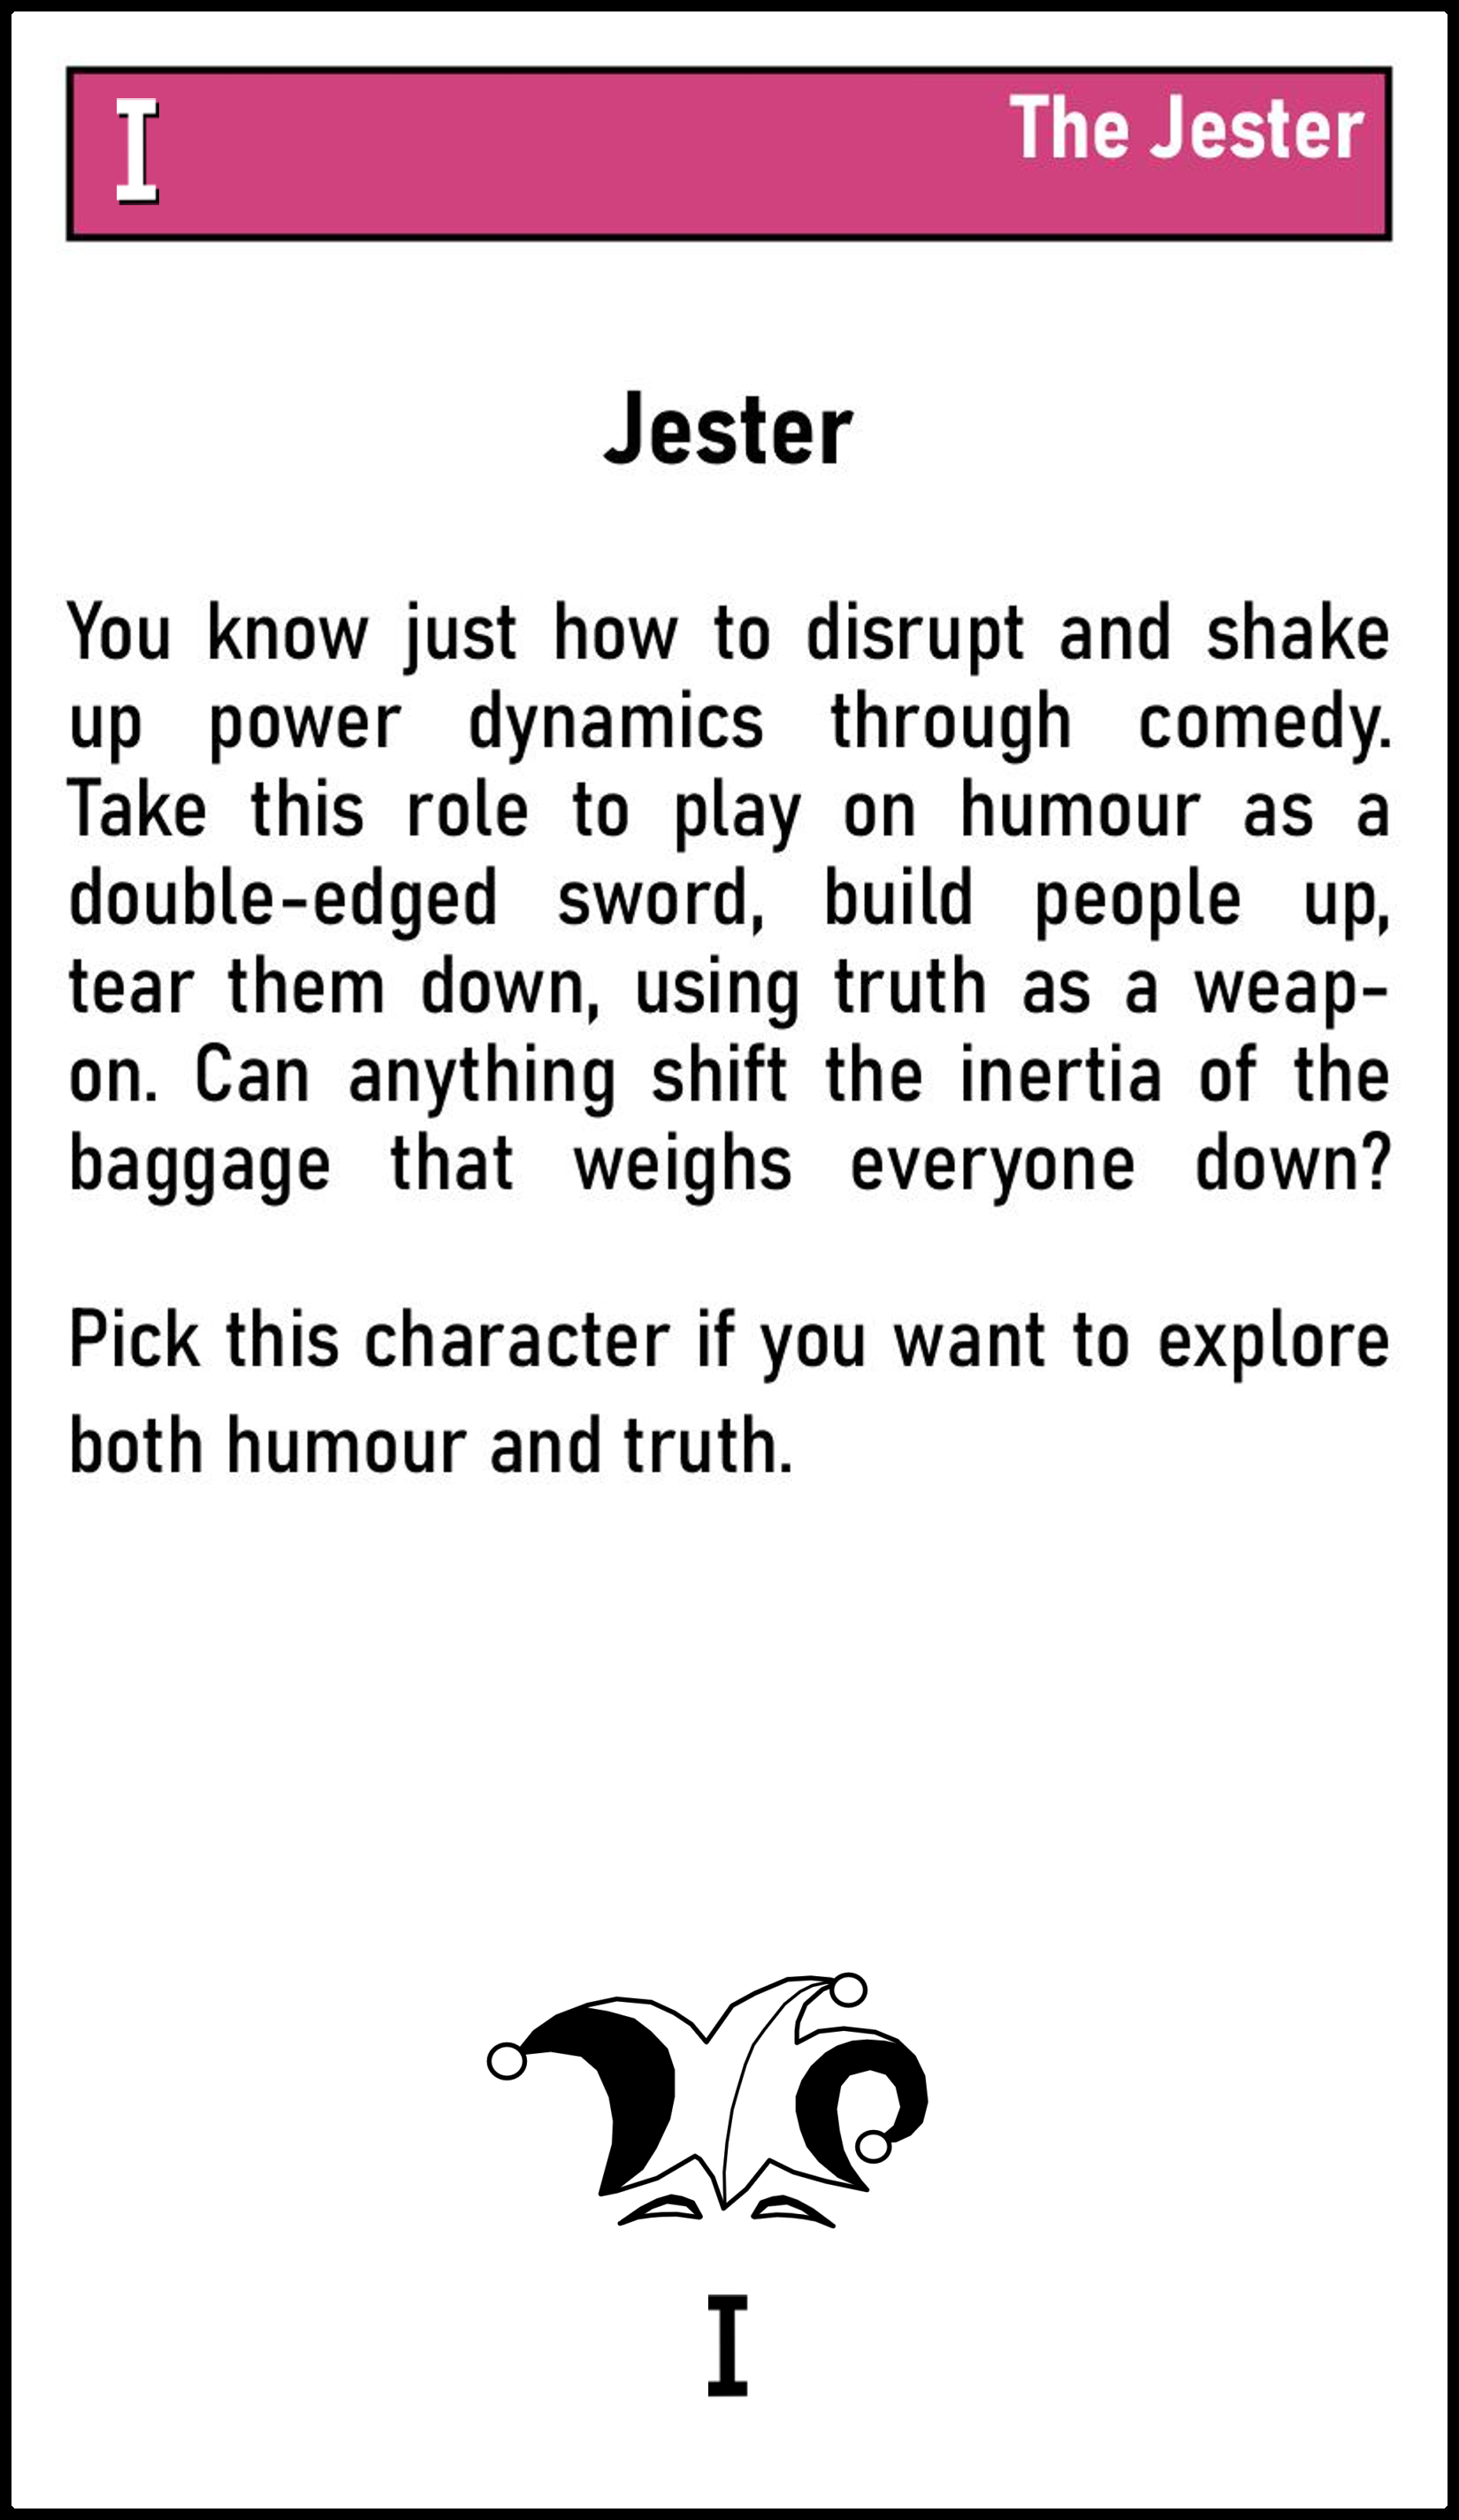 I
The Jester
Jester
You know just how to disrupt and shake
up power dynamics through comedy.
Take this role to play on humour as a
double-edged sword, build people up,
tear them down, using truth as a weap-
on. Can anything shift the inertia of the
baggage that weighs everyone down?
Pick this character if you want to explore
both humour and truth.
I